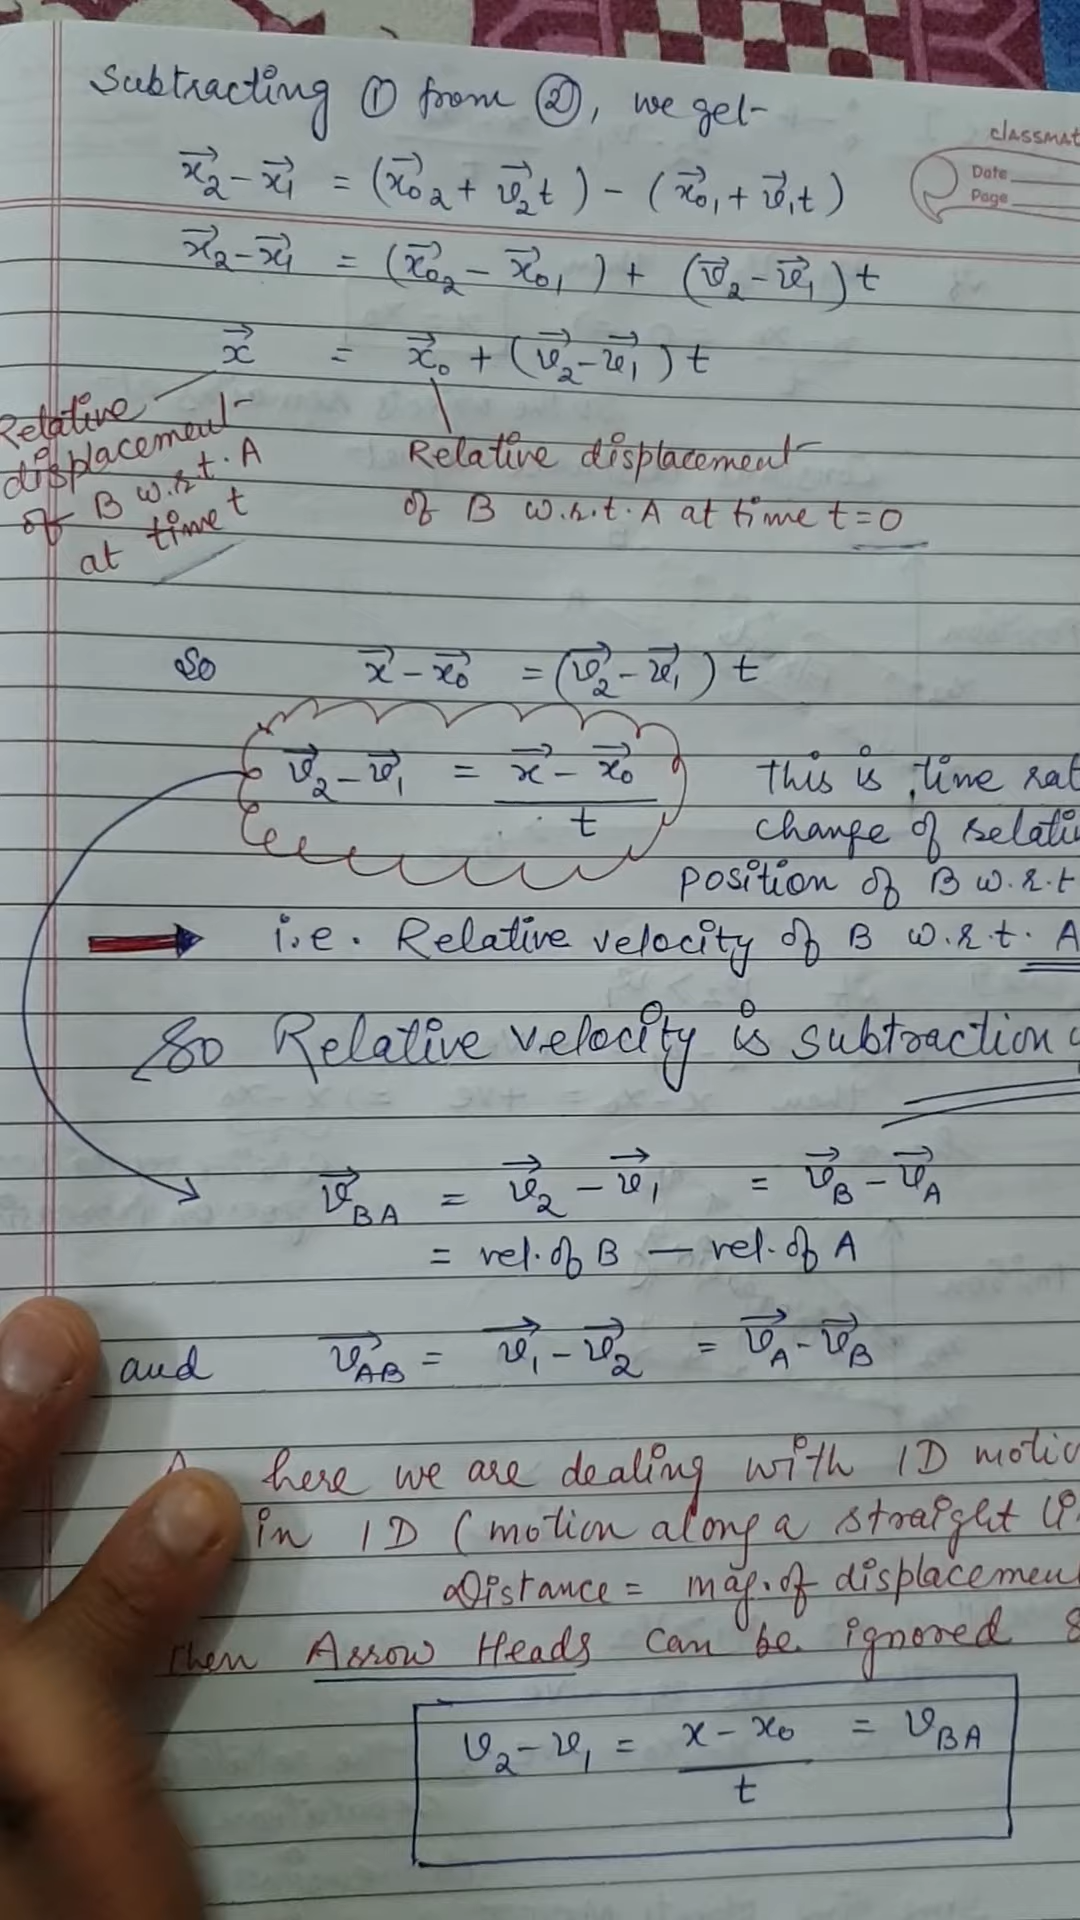 Subtracting ① from ②, we get
classmat
Date
Page
x⃗₂ - x⃗₁ = (x⃗₀₂ + v⃗₂t) - (x⃗₀₁ + v⃗₁t)
x⃗₂ - x⃗₁ = (x⃗₀₂ - x⃗₀₁) + (v⃗₂ - v⃗₁)t
x⃗ = x⃗₀ + (v⃗₂ - v⃗₁)t
Relative
displacement
of B w.r.t. A
at time t
Relative displacement
of B w.r.t. A at time t=0
So x⃗ - x⃗₀ = (v⃗₂ - v⃗₁)t
v⃗₂ - v⃗₁ = (x⃗ - x⃗₀)/t
This is time rat
change of relati
position of B w.r.t
i.e. Relative velocity of B w.r.t. A
So Relative velocity is subtraction
v⃗BA = v⃗₂ - v⃗₁ = v⃗B - v⃗A
= vel. of B — vel. of A
and v⃗AB = v⃗₁ - v⃗₂ = v⃗A - v⃗B
here we are dealing with 1D motio
in 1D (motion along a straight li
Distance = mag. of displacemen
then Arrow Heads can be ignored &
v₂ - v₁ = (x - x₀)/t = vBA